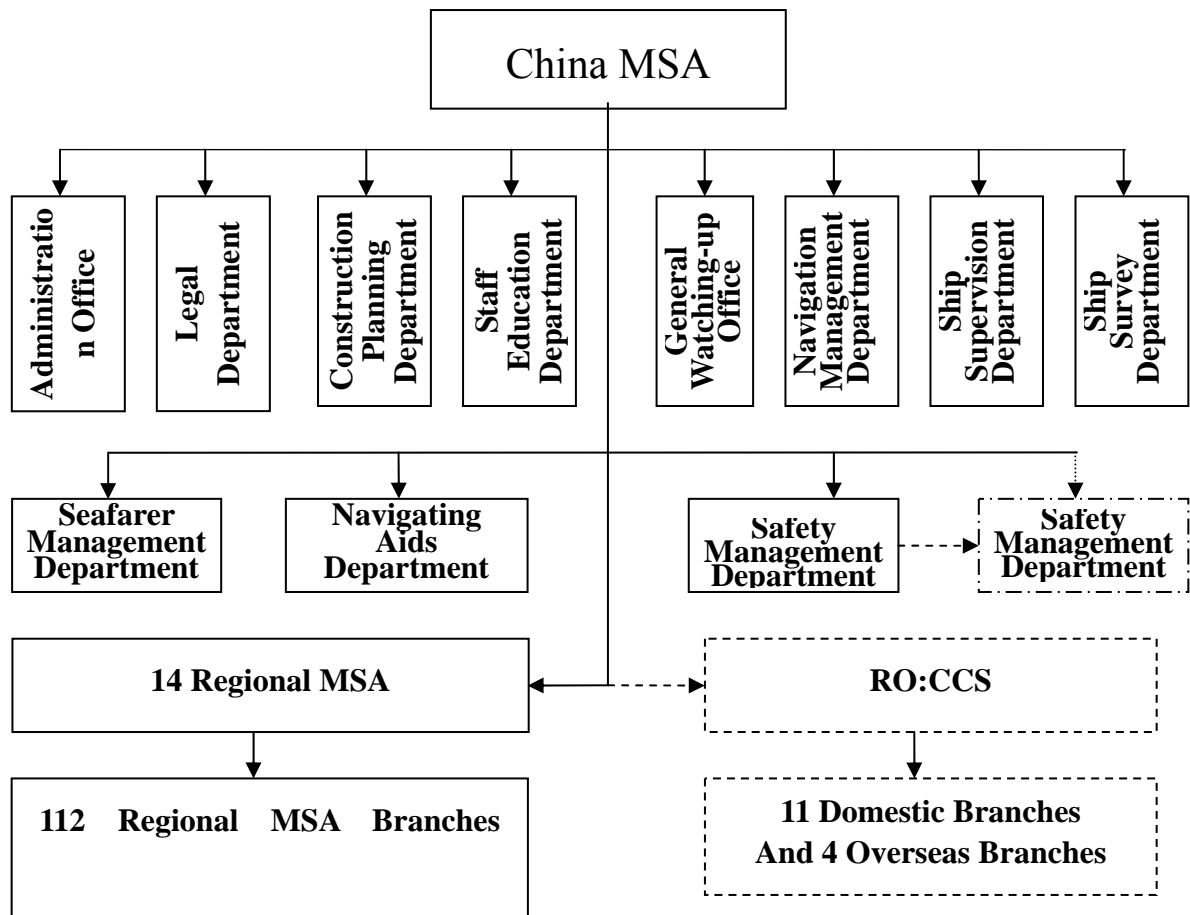 China MSA
Administratio
n Office
Legal
Department
Construction
Planning
Department
Staff
Education
Department
General
Watching-up
Office
Navigation
Management
Department
Ship
Supervision
Department
Ship
Survey
Department
Seafarer
Management
Department
Navigating
Aids
Department
Safety
Management
Department
Safety
Management
Department
14 Regional MSA
RO:CCS
112 Regional MSA Branches
11 Domestic Branches
And 4 Overseas Branches